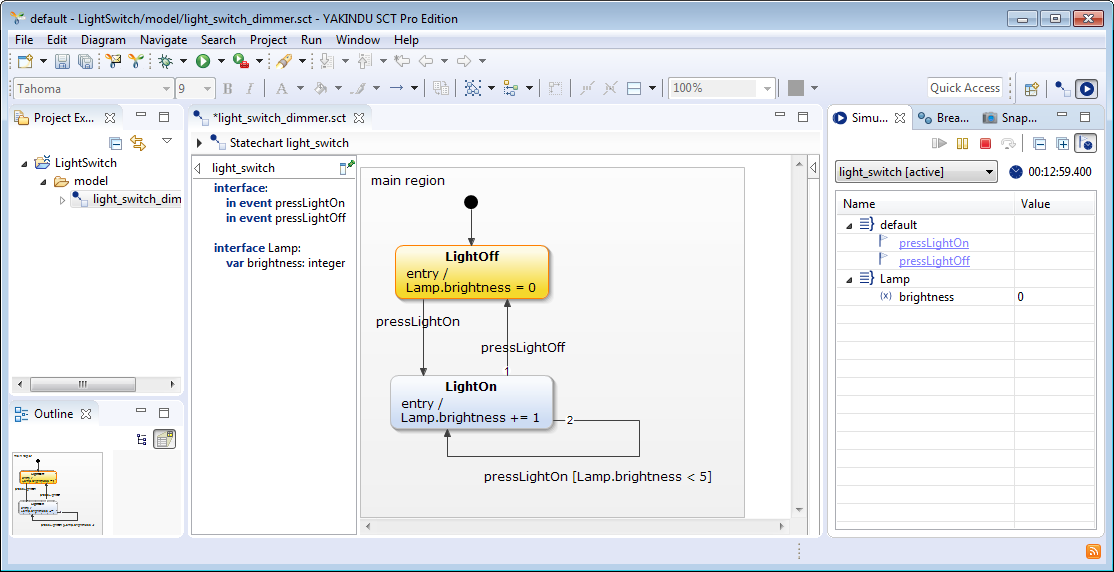 default - LightSwitch/model/light_switch_dimmer.sct - YAKINDU SCT Pro Edition
File Edit Diagram Navigate Search Project Run Window Help
Tahoma 9 B I A 100% Quick Access
Project Ex...
LightSwitch
model
light_switch_dim
Outline
*light_switch_dimmer.sct
Statechart light_switch
light_switch
interface:
in event pressLightOn
in event pressLightOff
interface Lamp:
var brightness: integer
main region
LightOff
entry /
Lamp.brightness = 0
pressLightOn
pressLightOff
1
LightOn
entry /
Lamp.brightness += 1
2
pressLightOn [Lamp.brightness < 5]
Simu... Brea... Snap...
light_switch [active] 00:12:59.400
Name Value
default
pressLightOn
pressLightOff
Lamp
(x) brightness 0